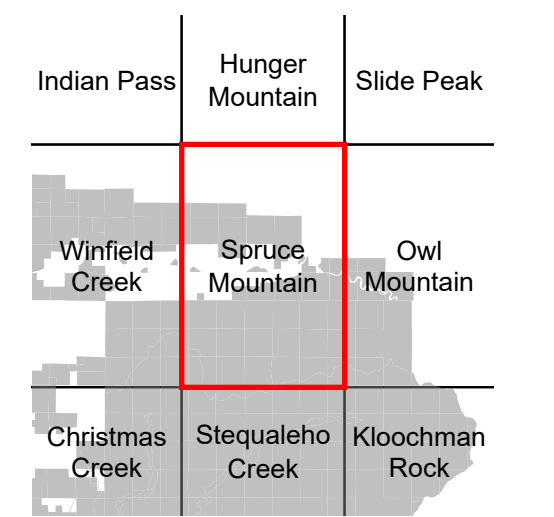 Indian Pass
Hunger
Mountain
Slide Peak
Winfield
Creek
Spruce
Mountain
Owl
Mountain
Christmas
Creek
Stequaleho
Creek
Kloochman
Rock